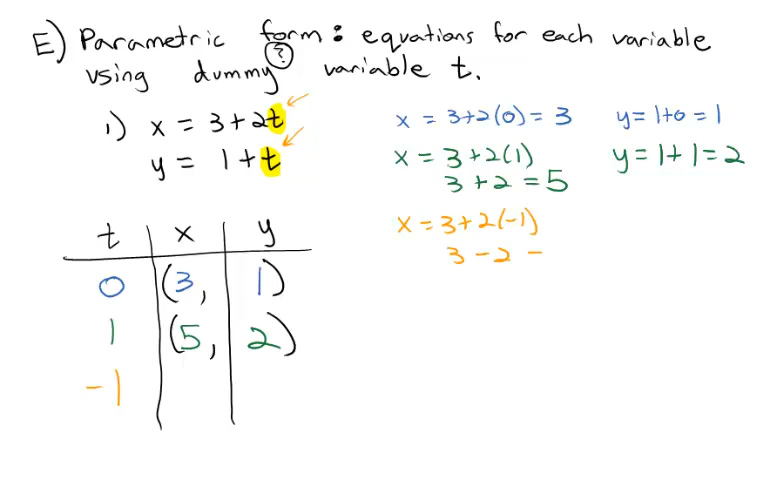 E) Parametric form: equations for each variable
using dummy (?) variable t.
1) x = 3+2t
y = 1+t
x = 3+2(0) = 3 y = 1+0 = 1
x = 3+2(1) y = 1+1 = 2
3+2 = 5
x = 3+2(-1)
3-2 =
t x y
0 (3, 1)
1 (5, 2)
-1